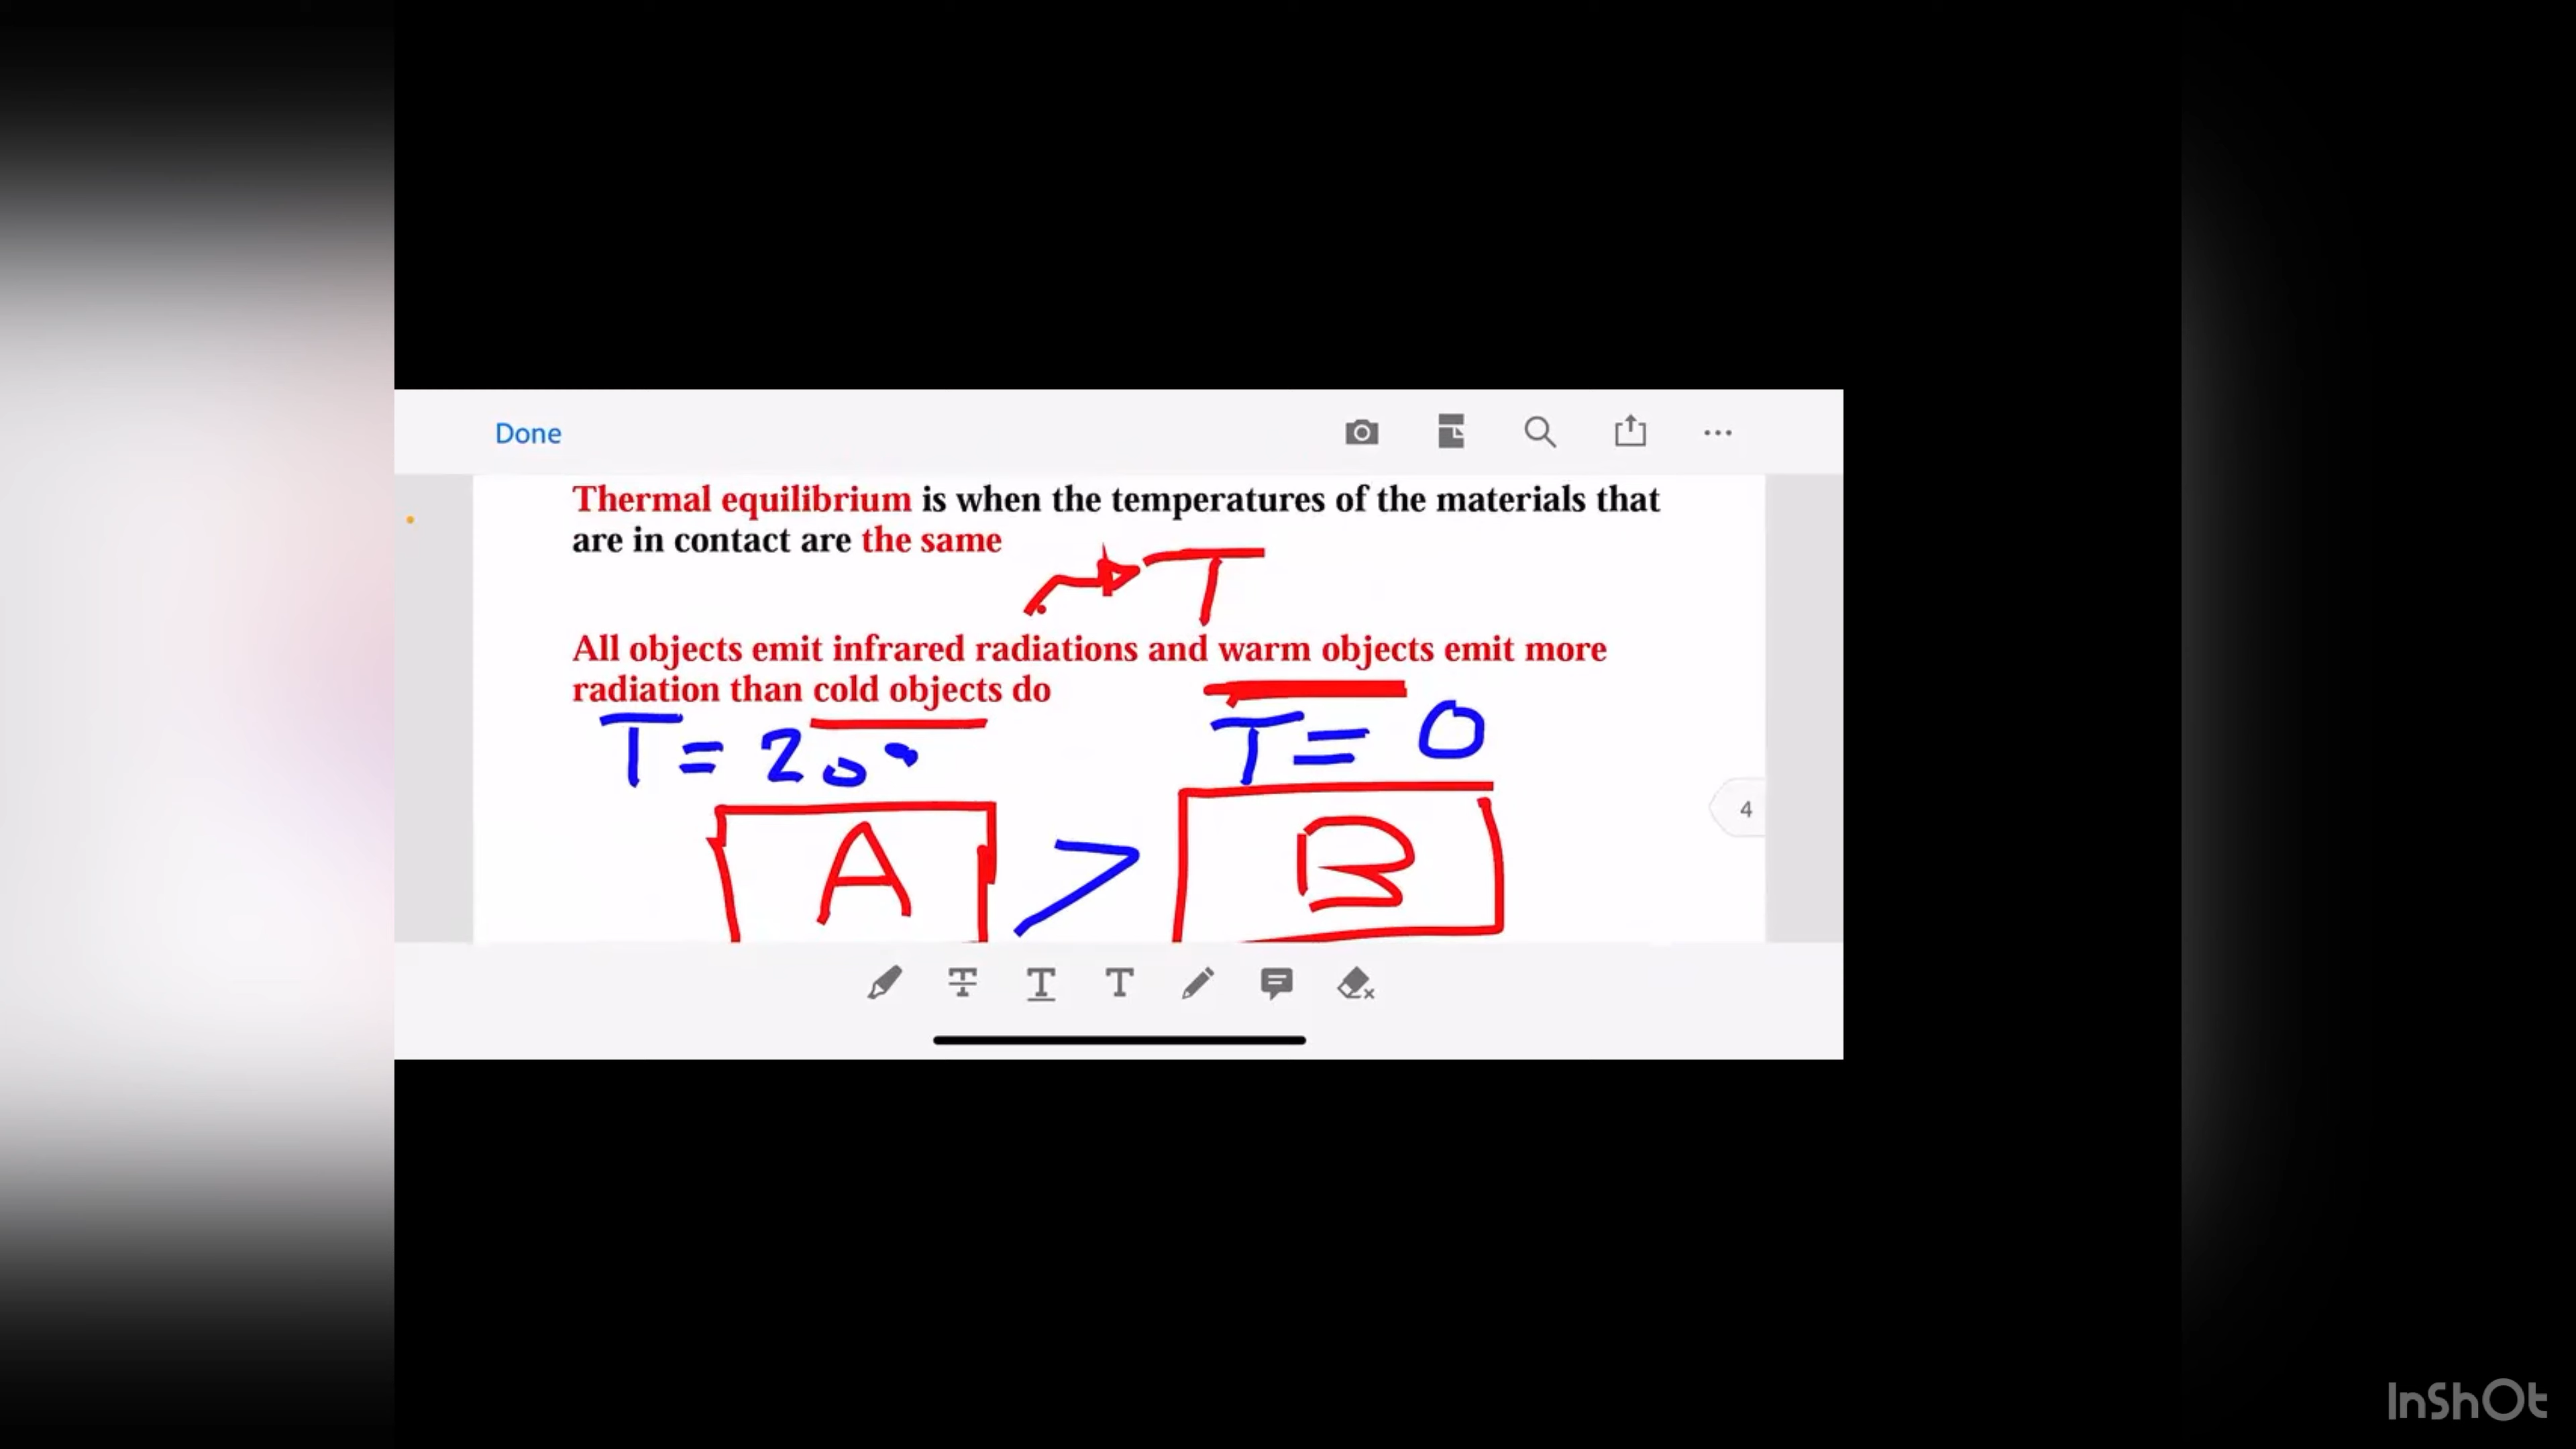 Done
Thermal equilibrium is when the temperatures of the materials that
are in contact are the same
T
All objects emit infrared radiations and warm objects emit more
radiation than cold objects do
T = 20°
T = 0
4
A > B
InShOt